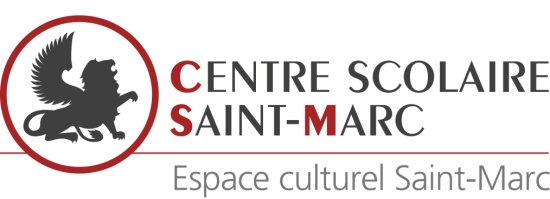 CENTRE SCOLAIRE
SAINT-MARC
Espace culturel Saint-Marc